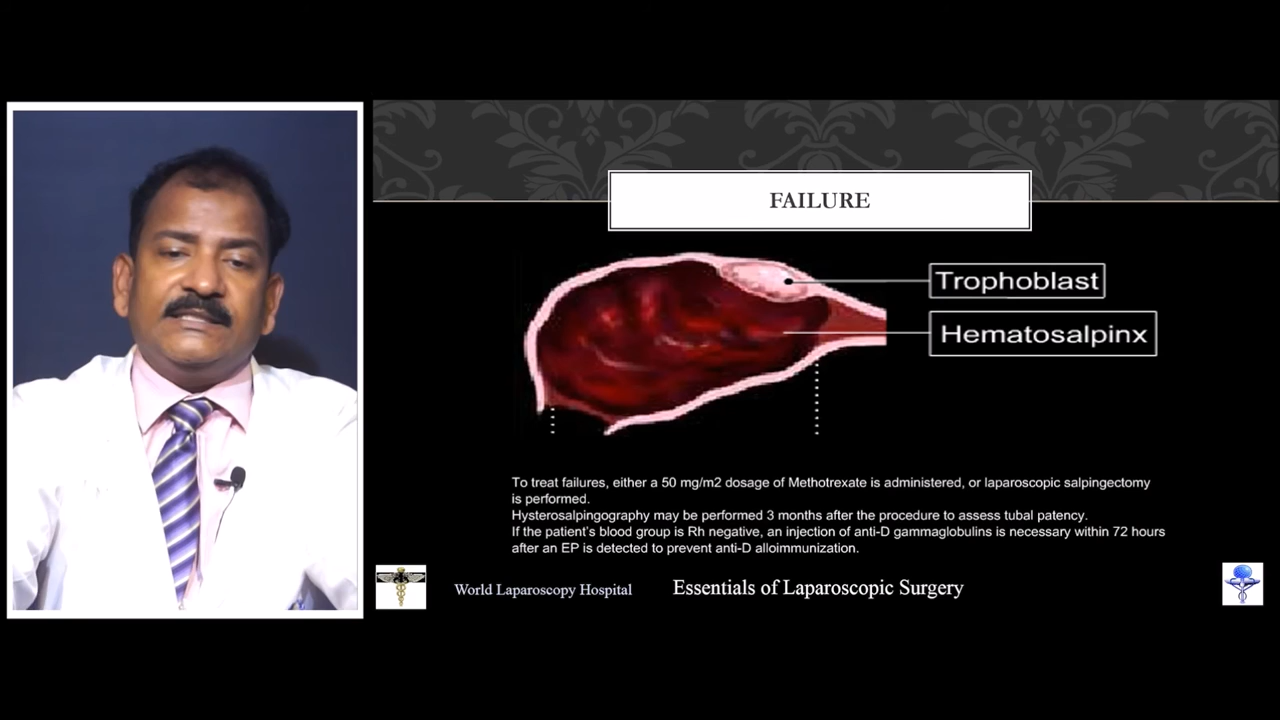 FAILURE
Trophoblast
Hematosalpinx
To treat failures, either a 50 mg/m2 dosage of Methotrexate is administered, or laparoscopic salpingectomy
is performed.
Hysterosalpingography may be performed 3 months after the procedure to assess tubal patency.
If the patient's blood group is Rh negative, an injection of anti-D gammaglobulins is necessary within 72 hours
after an EP is detected to prevent anti-D alloimmunization.
World Laparoscopy Hospital
Essentials of Laparoscopic Surgery